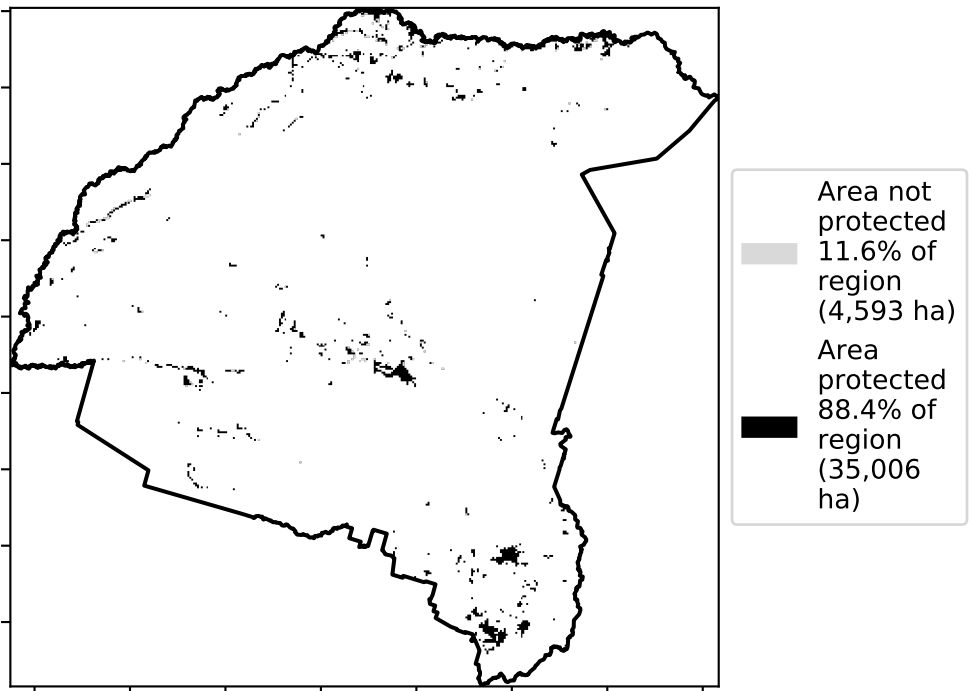 Area not
protected
11.6% of
region
(4,593 ha)
Area
protected
88.4% of
region
(35,006
ha)